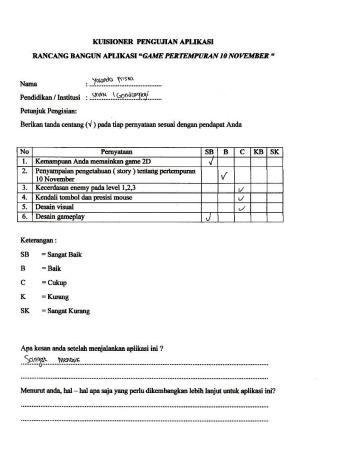 KUISIONER PENGUJIAN APLIKASI
RANCANG BANGUN APLIKASI "GAME PERTEMPURAN 10 NOVEMBER "
Nama :
Pendidikan / Institusi :
Petunjuk Pengisian:
Berikan tanda centang (√ ) pada tiap pernyataan sesuai dengan pendapat Anda
No Pernyataan SB B C KB SK
1. Kemampuan Anda memainkan game 2D √
2. Penyampaian pengetahuan ( story ) tentang pertempuran
10 November √
3. Kecerdasan enemy pada level 1,2,3 √
4. Kendali tombol dan presisi mouse √
5. Desain visual √
6. Desain gameplay √
Keterangan :
SB = Sangat Baik
B = Baik
C = Cukup
K = Kurang
SK = Sangat Kurang
Apa kesan anda setelah menjalankan aplikasi ini ?
Sangat
Menurut anda, hal – hal apa saja yang perlu dikembangkan lebih lanjut untuk aplikasi ini?